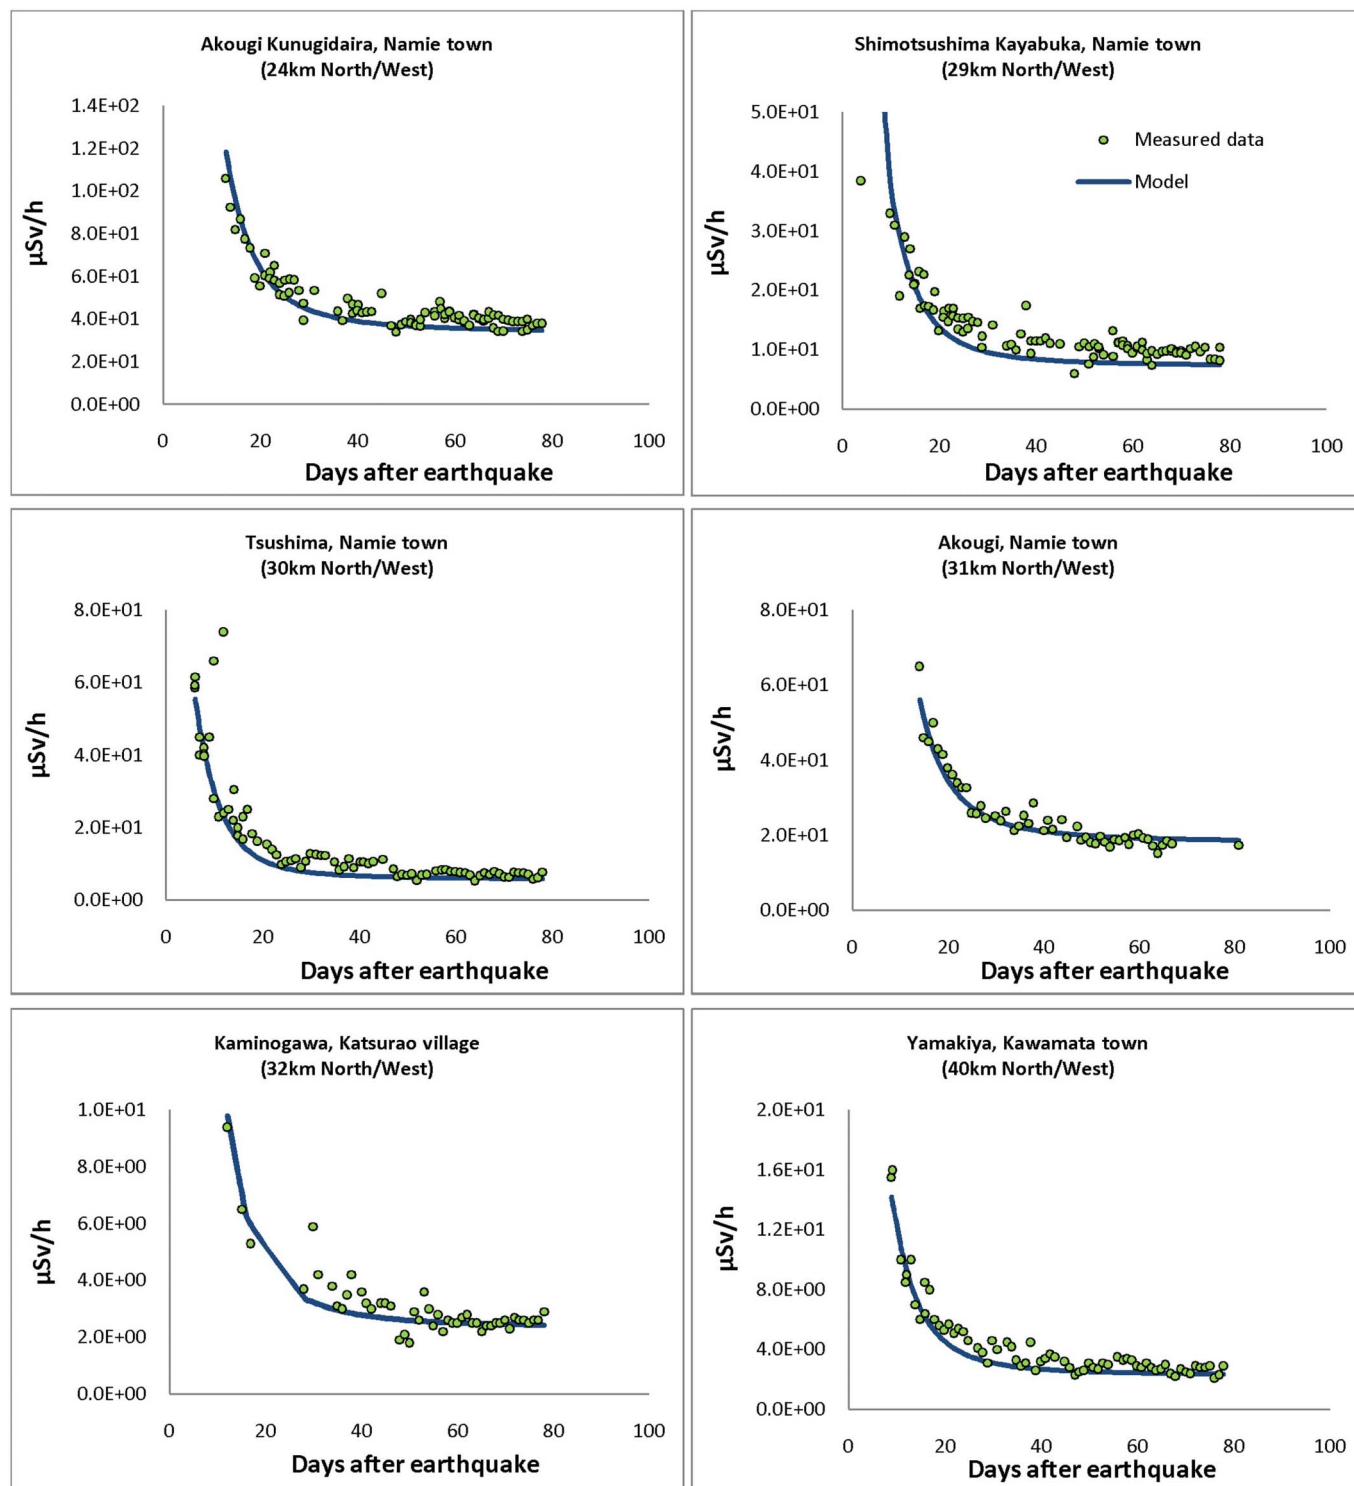 Akougi Kunugidaira, Namie town
(24km North/West)
1.4E+02
1.2E+02
1.0E+02
8.0E+01
6.0E+01
4.0E+01
2.0E+01
0.0E+00
µSv/h
0 20 40 60 80 100
Days after earthquake
Shimotsushima Kayabuka, Namie town
(29km North/West)
5.0E+01
4.0E+01
3.0E+01
2.0E+01
1.0E+01
0.0E+00
µSv/h
Measured data
Model
0 20 40 60 80 100
Days after earthquake
Tsushima, Namie town
(30km North/West)
8.0E+01
6.0E+01
4.0E+01
2.0E+01
0.0E+00
µSv/h
0 20 40 60 80 100
Days after earthquake
Akougi, Namie town
(31km North/West)
8.0E+01
6.0E+01
4.0E+01
2.0E+01
0.0E+00
µSv/h
0 20 40 60 80 100
Days after earthquake
Kaminogawa, Katsurao village
(32km North/West)
1.0E+01
8.0E+00
6.0E+00
4.0E+00
2.0E+00
0.0E+00
µSv/h
0 20 40 60 80 100
Days after earthquake
Yamakiya, Kawamata town
(40km North/West)
2.0E+01
1.6E+01
1.2E+01
8.0E+00
4.0E+00
0.0E+00
µSv/h
0 20 40 60 80 100
Days after earthquake